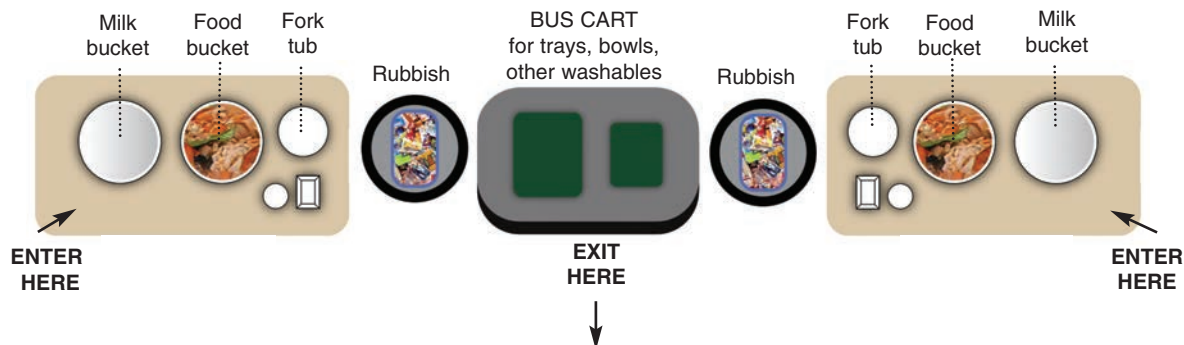 Milk
bucket
Food
bucket
Fork
tub
Rubbish
BUS CART
for trays, bowls,
other washables
Rubbish
Fork
tub
Food
bucket
Milk
bucket
ENTER
HERE
EXIT
HERE
ENTER
HERE